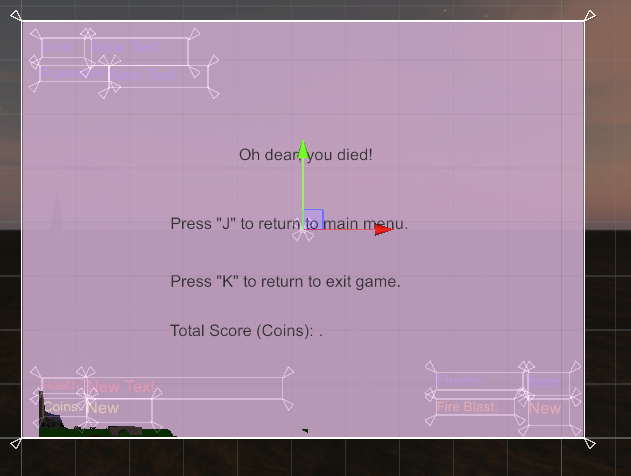 Oh dear, you died!
Press "J" to return to main menu.
Press "K" to return to exit game.
Total Score (Coins): .
Health: New Text
Coins: New
New
Fire Blast: New